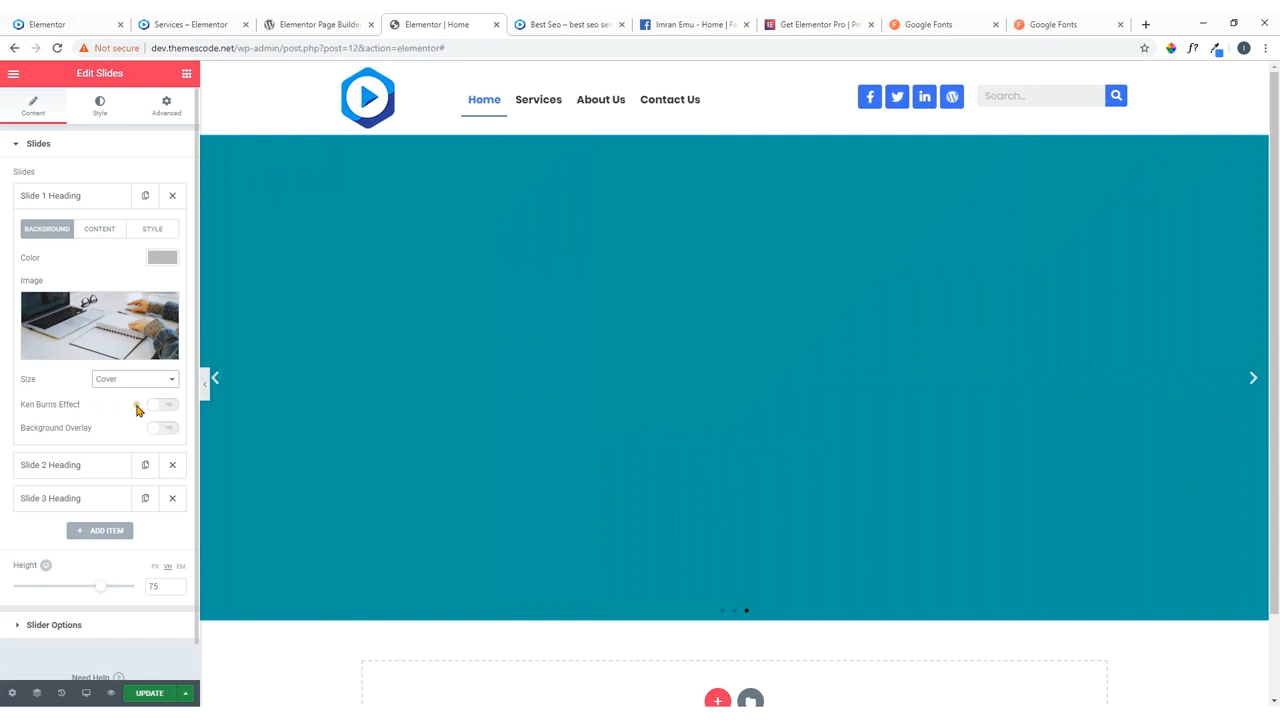 Elementor
Services – Elementor
Elementor Page Builder
Elementor | Home
Best Seo – best seo ser
Imran Emu - Home | Fa
Get Elementor Pro | Pri
Google Fonts
Google Fonts
Not secure
dev.themescode.net/wp-admin/post.php?post=12&action=elementor#
f?
I
Edit Slides
Content
Style
Advanced
Home
Services
About Us
Contact Us
Search...
Slides
Slides
Slide 1 Heading
BACKGROUND
CONTENT
STYLE
Color
Image
Size
Cover
Ken Burns Effect
NO
Background Overlay
NO
Slide 2 Heading
Slide 3 Heading
+ ADD ITEM
Height
PX
VH
EM
75
Slider Options
Need Help ?
UPDATE